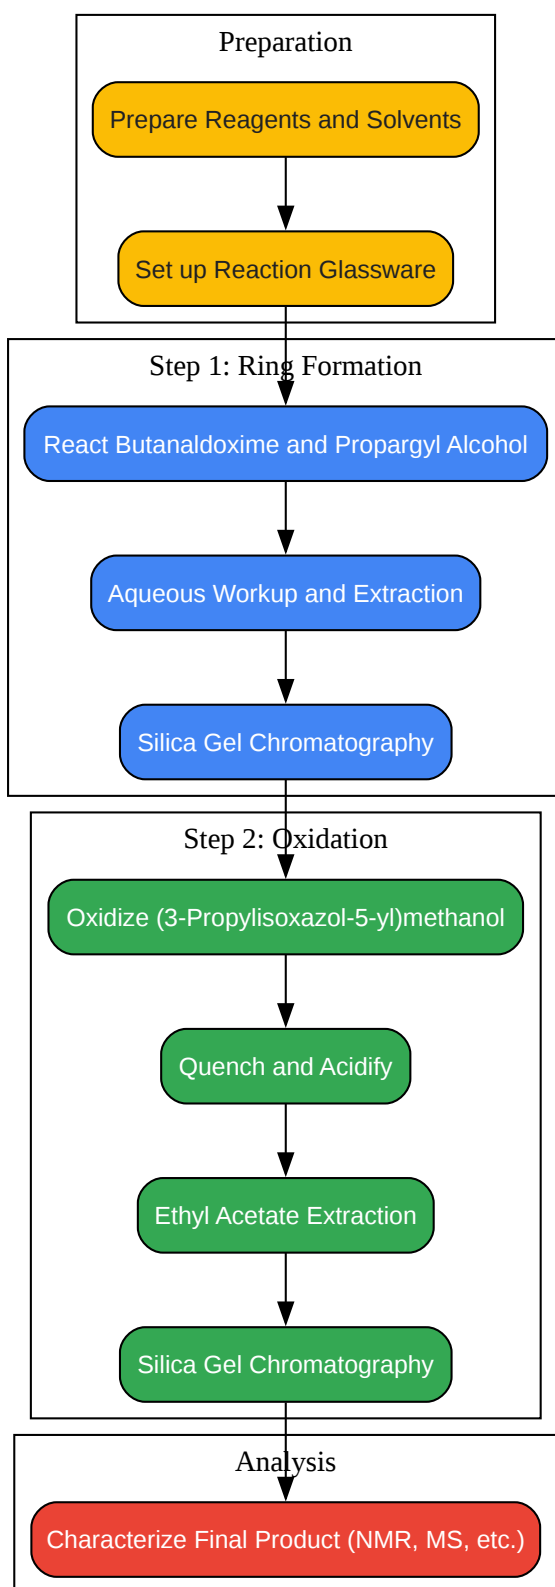 Preparation
Prepare Reagents and Solvents
Set up Reaction Glassware
Step 1: Ring Formation
React Butanaldoxime and Propargyl Alcohol
Aqueous Workup and Extraction
Silica Gel Chromatography
Step 2: Oxidation
Oxidize (3-Propylisoxazol-5-yl)methanol
Quench and Acidify
Ethyl Acetate Extraction
Silica Gel Chromatography
Analysis
Characterize Final Product (NMR, MS, etc.)